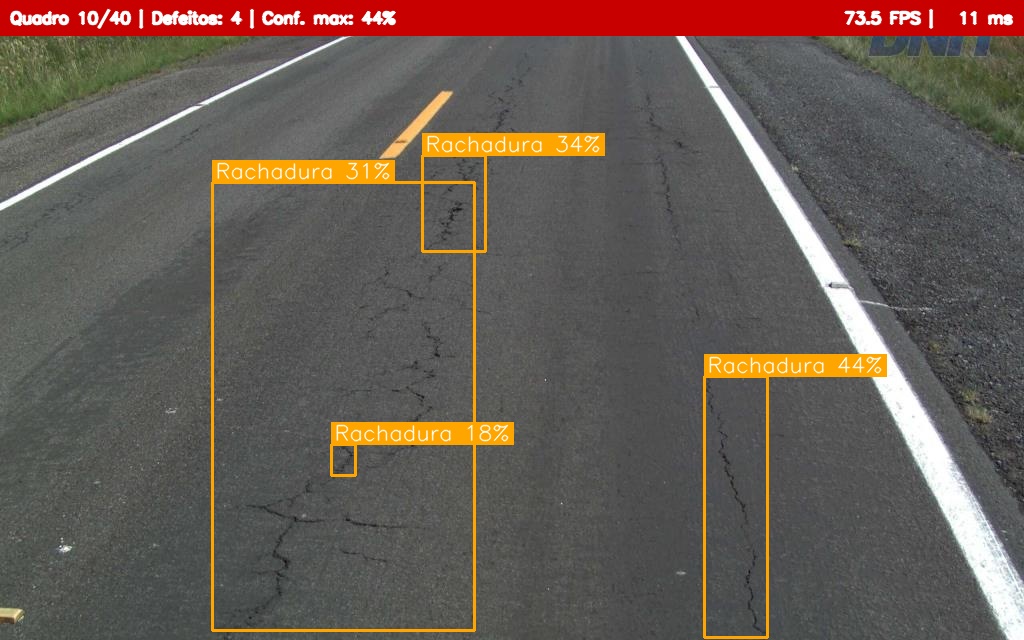 Quadro 10/40 | Defeitos: 4 | Conf. max: 44%
73.5 FPS | 11 ms
DNIT
Rachadura 34%
Rachadura 31%
Rachadura 44%
Rachadura 18%